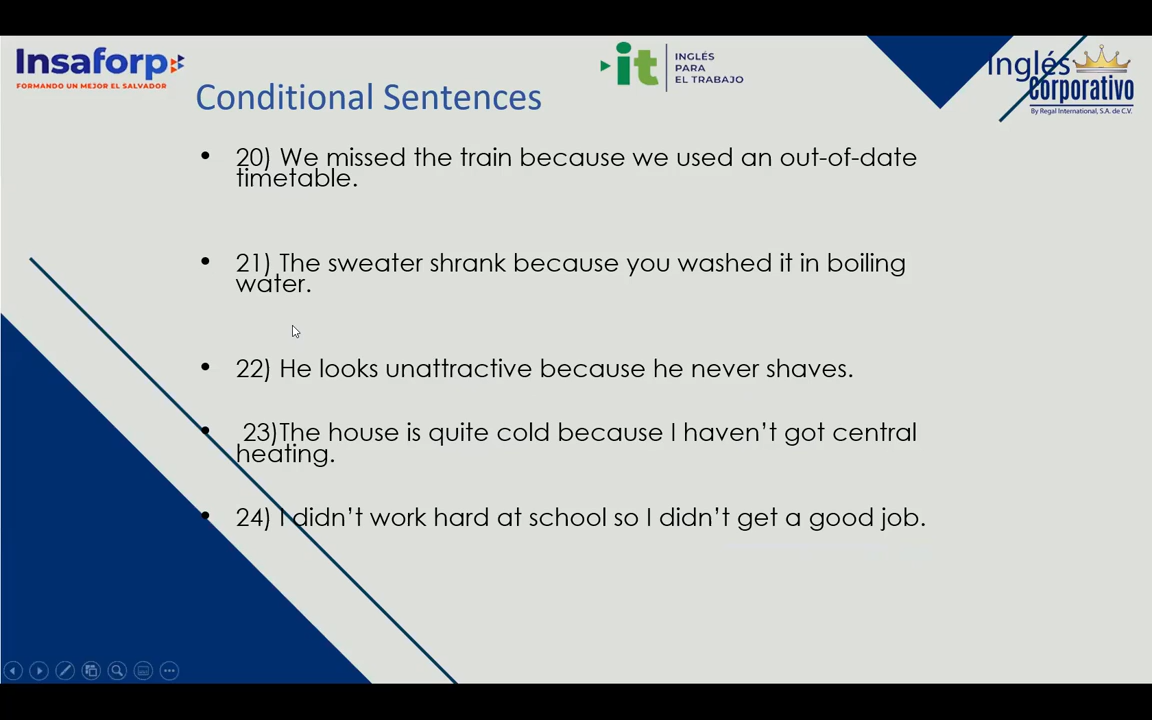 Insaforp
FORMANDO UN MEJOR EL SALVADOR
it
INGLÉS
PARA
EL TRABAJO
Inglés
Corporativo
By Regal International, S.A. de C.V.
Conditional Sentences
• 20) We missed the train because we used an out-of-date
timetable.
• 21) The sweater shrank because you washed it in boiling
water.
• 22) He looks unattractive because he never shaves.
• 23)The house is quite cold because I haven't got central
heating.
• 24) I didn't work hard at school so I didn't get a good job.